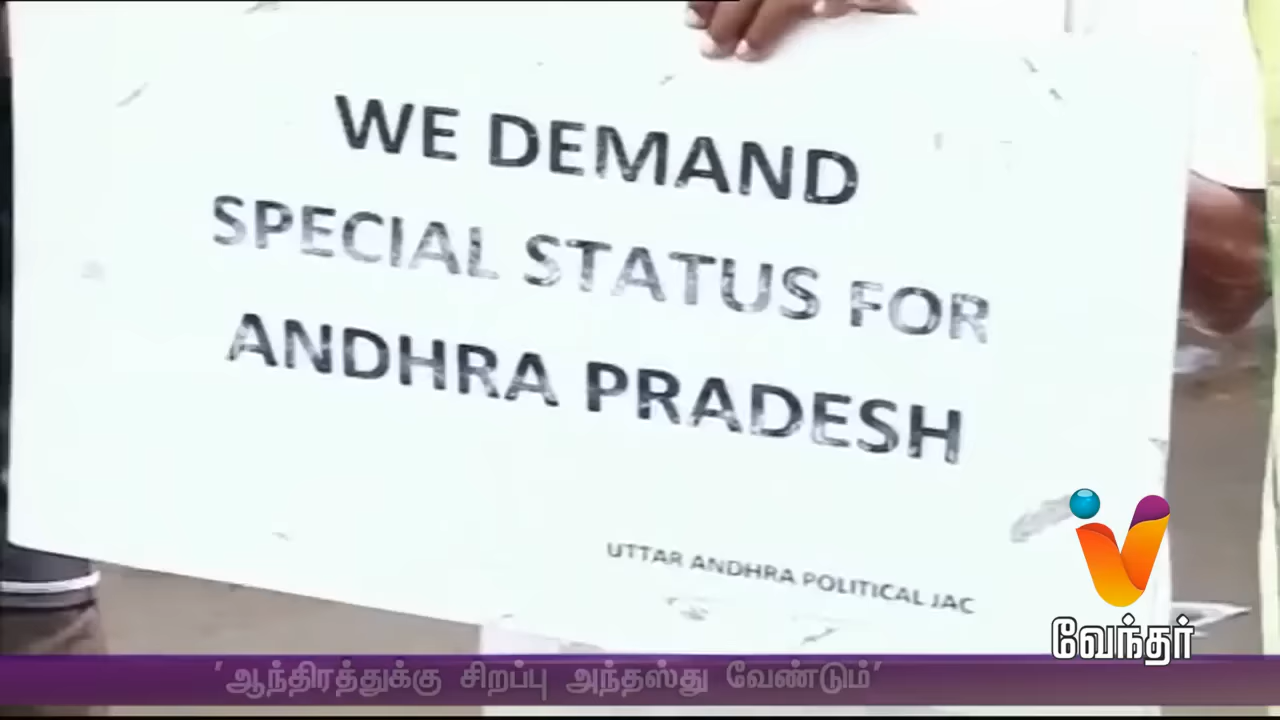 WE DEMAND
SPECIAL STATUS FOR
ANDHRA PRADESH
UTTAR ANDHRA POLITICAL JAC
வேந்தர்
'ஆந்திரத்துக்கு சிறப்பு அந்தஸ்து வேண்டும்'